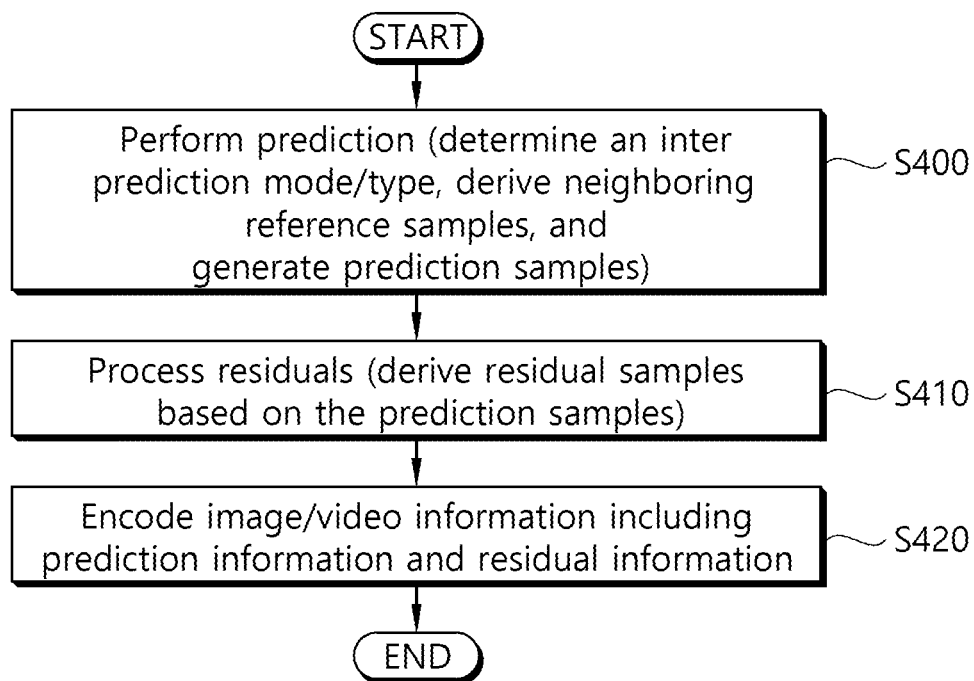 START
Perform prediction (determine an inter
prediction mode/type, derive neighboring
reference samples, and
generate prediction samples)
S400
Process residuals (derive residual samples
based on the prediction samples)
S410
Encode image/video information including
prediction information and residual information
S420
END